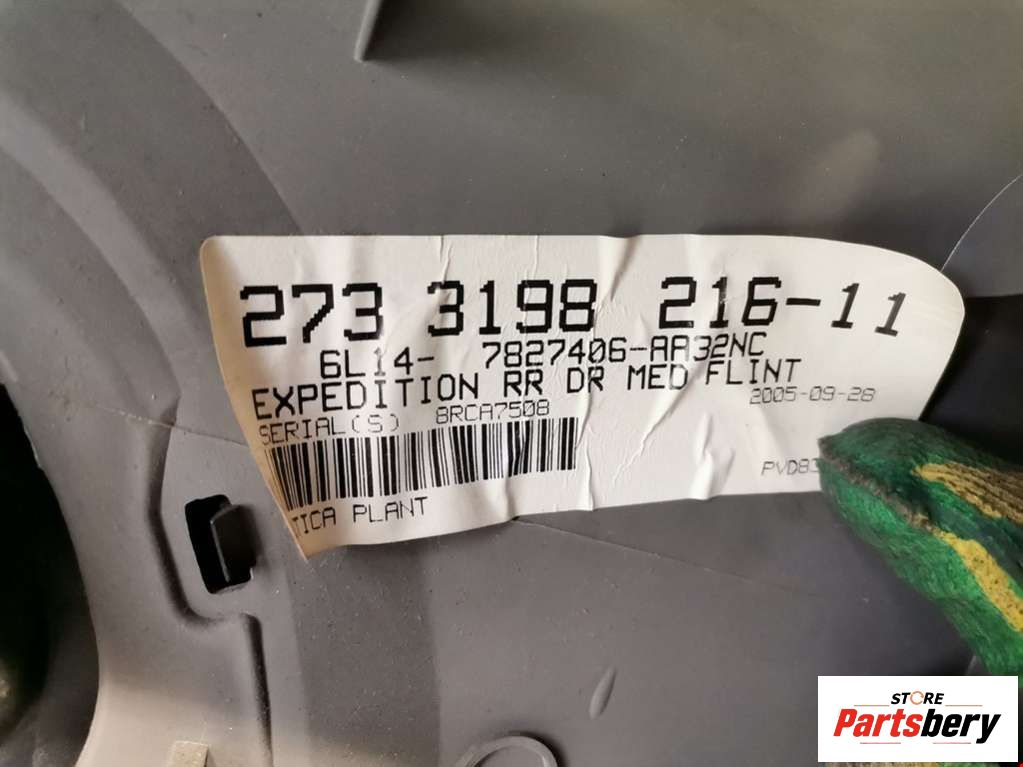 273 3198 216-11
6L14- 7827406-AA32NC
EXPEDITION RR DR MED FLINT
SERIAL(S) 8RCA7508 2005-09-28
TICA PLANT
STORE
Partsbery